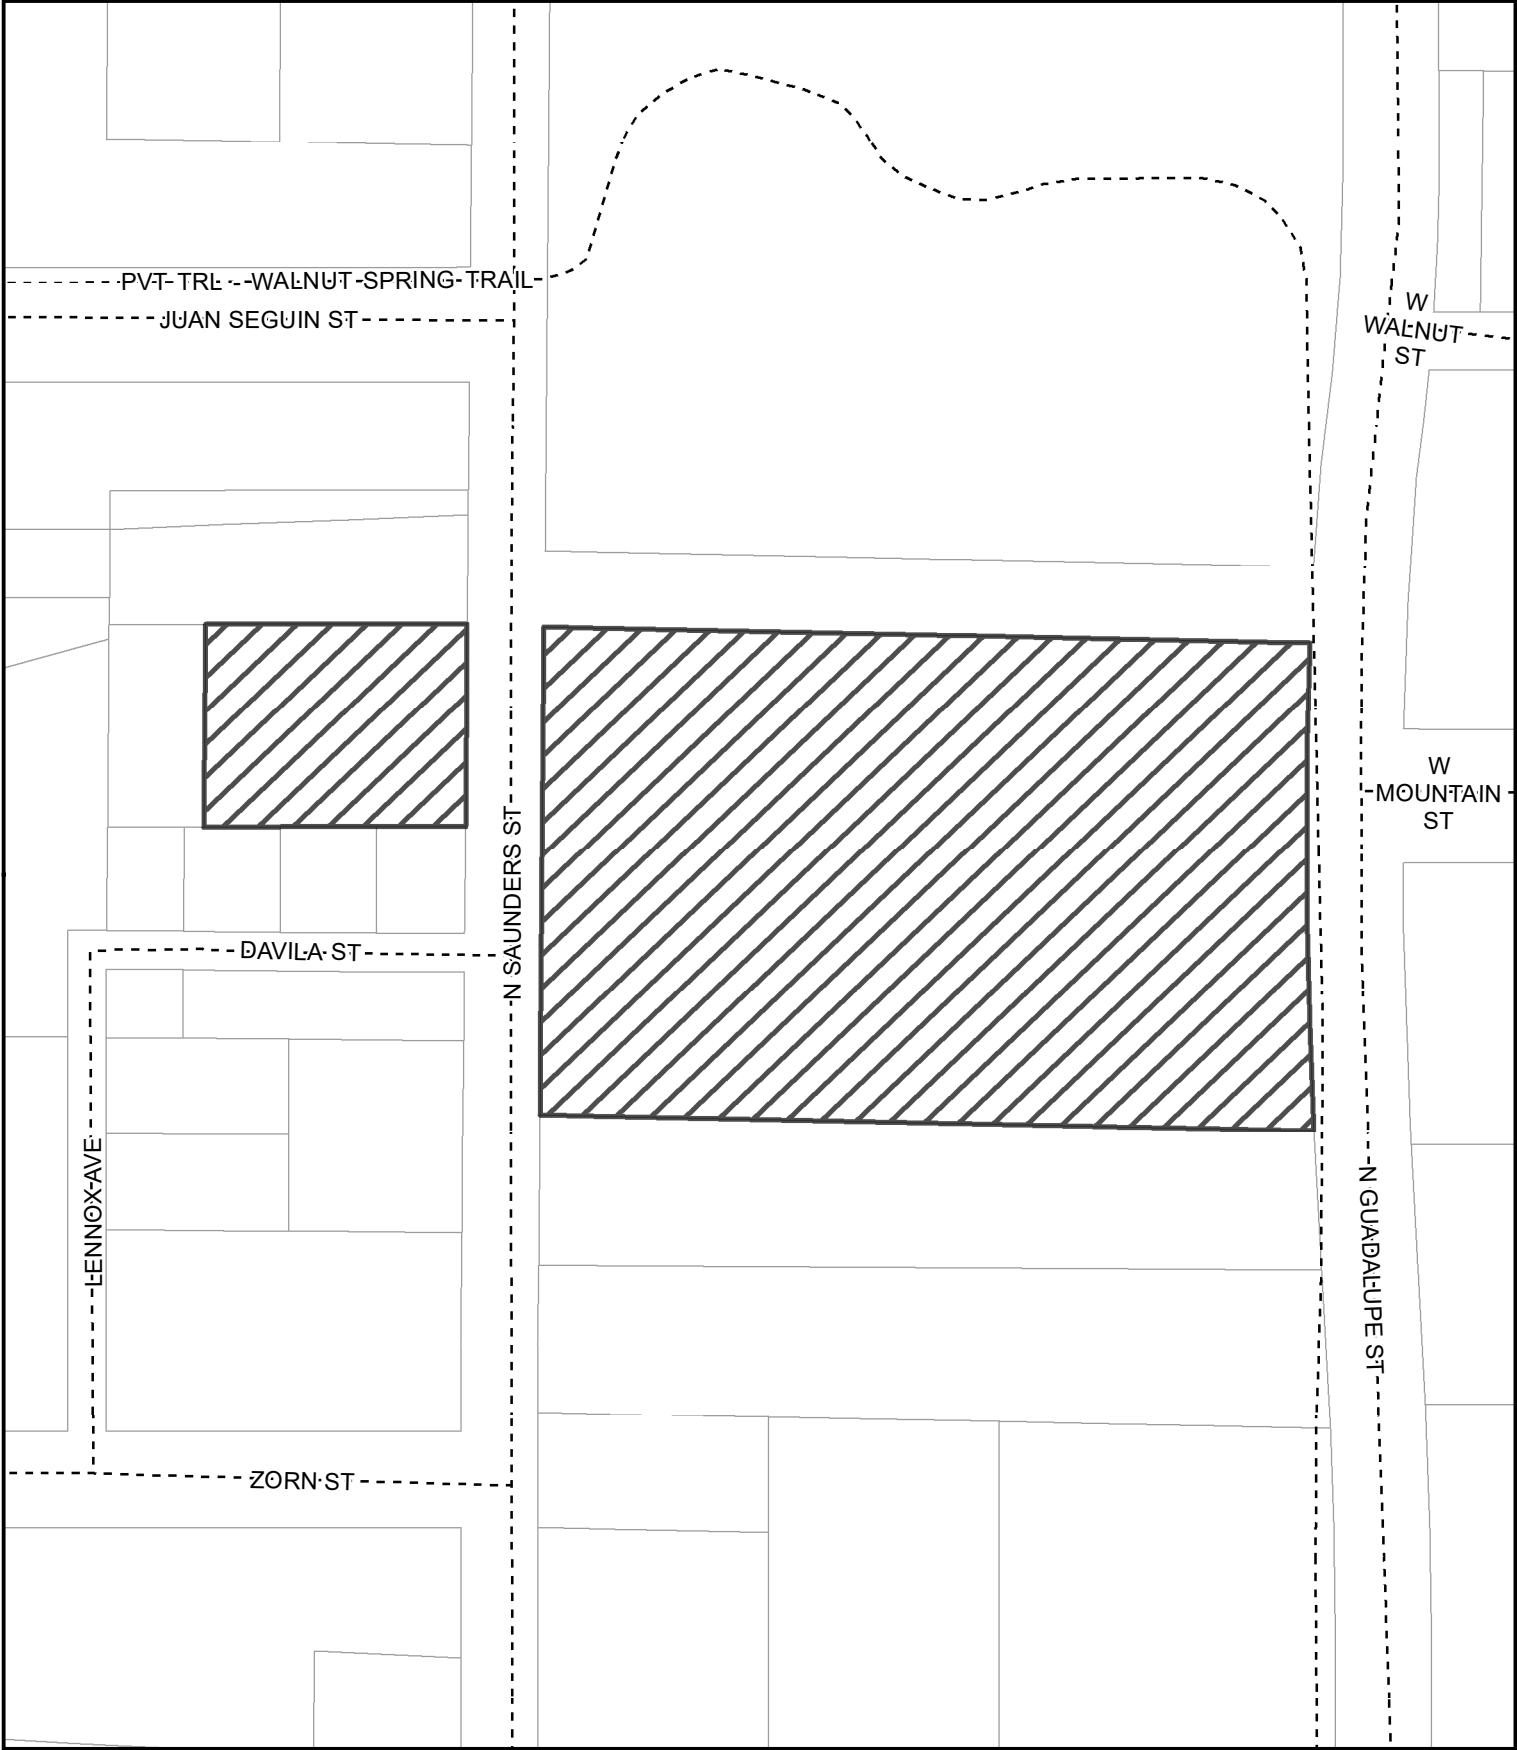 PVT TRL -- WALNUT SPRING TRAIL
JUAN SEGUIN ST
W
WALNUT
ST
W
MOUNTAIN
ST
N SAUNDERS ST
DAVILA ST
LENNOX AVE
N GUADALUPE ST
ZORN ST